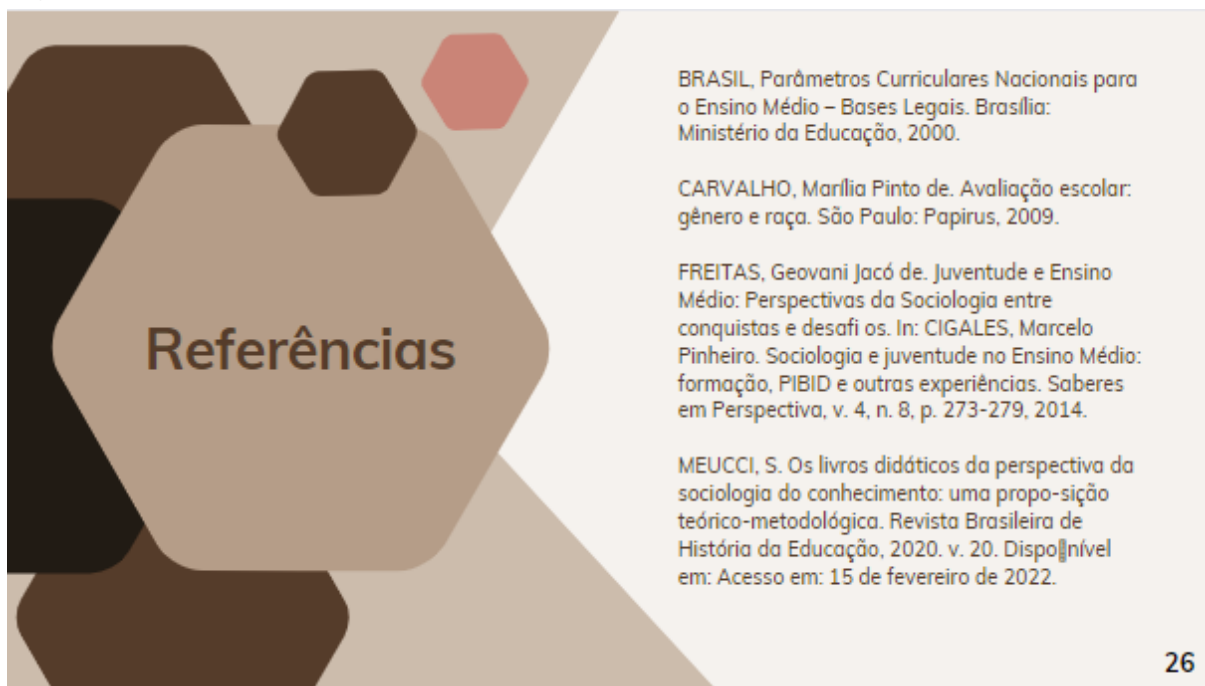 Referências
BRASIL, Parâmetros Curriculares Nacionais para
o Ensino Médio – Bases Legais. Brasília:
Ministério da Educação, 2000.
CARVALHO, Marília Pinto de. Avaliação escolar:
gênero e raça. São Paulo: Papirus, 2009.
FREITAS, Geovani Jacó de. Juventude e Ensino
Médio: Perspectivas da Sociologia entre
conquistas e desafi os. In: CIGALES, Marcelo
Pinheiro. Sociologia e juventude no Ensino Médio:
formação, PIBID e outras experiências. Saberes
em Perspectiva, v. 4, n. 8, p. 273-279, 2014.
MEUCCI, S. Os livros didáticos da perspectiva da
sociologia do conhecimento: uma propo-sição
teórico-metodológica. Revista Brasileira de
História da Educação, 2020. v. 20. Disponível
em: Acesso em: 15 de fevereiro de 2022.
26